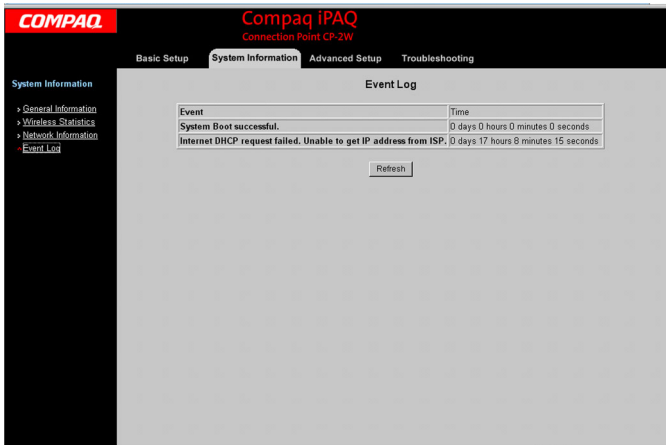 COMPAQ
Compaq iPAQ
Connection Point CP-2W
Basic Setup System Information Advanced Setup Troubleshooting
System Information
General Information
Wireless Statistics
Network Information
Event Log
Event Log
Event Time
System Boot successful. 0 days 0 hours 0 minutes 0 seconds
Internet DHCP request failed. Unable to get IP address from ISP. 0 days 17 hours 8 minutes 15 seconds
Refresh